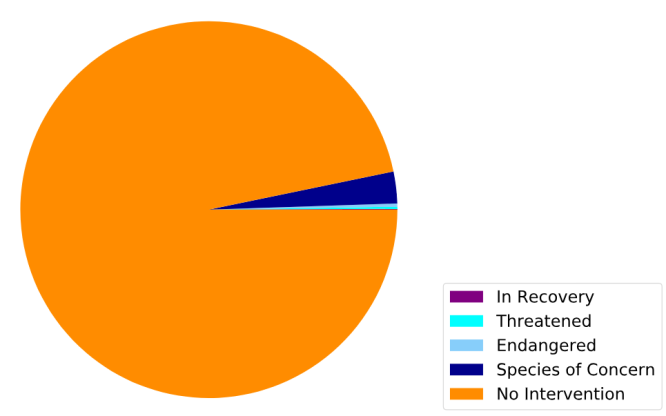 In Recovery
Threatened
Endangered
Species of Concern
No Intervention